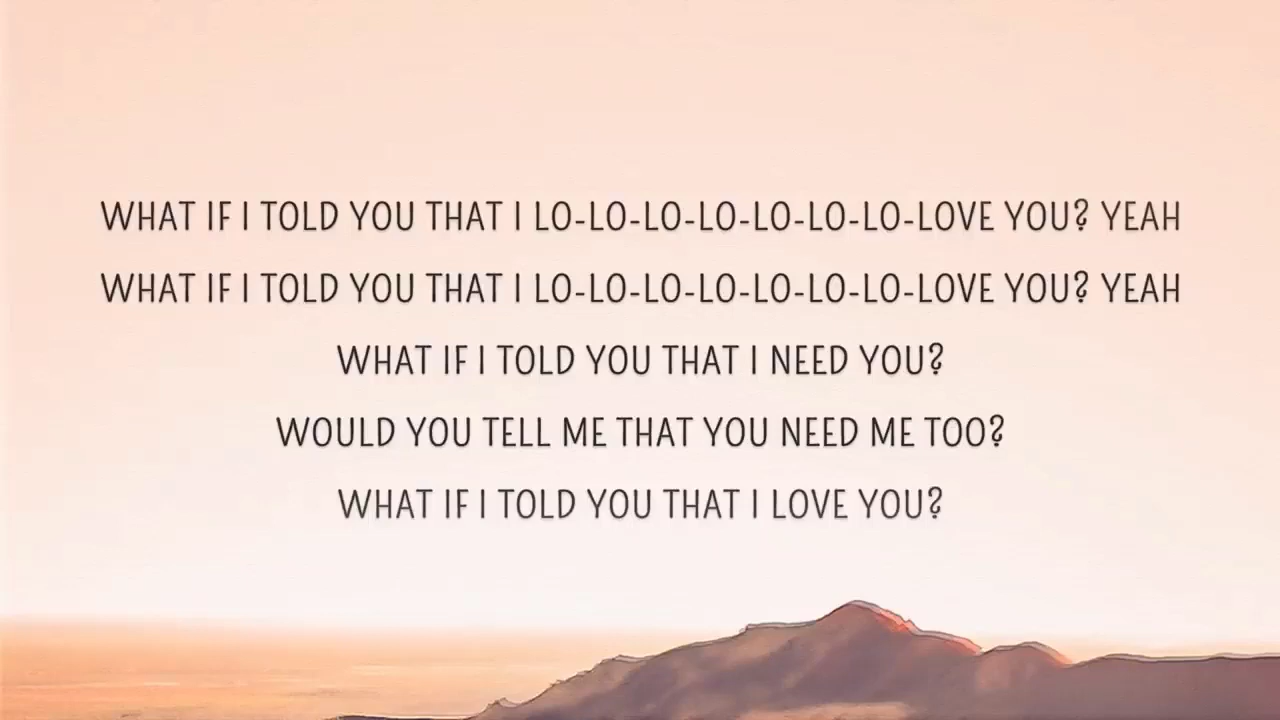 WHAT IF I TOLD YOU THAT I LO-LO-LO-LO-LO-LO-LO-LOVE YOU? YEAH
WHAT IF I TOLD YOU THAT I LO-LO-LO-LO-LO-LO-LO-LOVE YOU? YEAH
WHAT IF I TOLD YOU THAT I NEED YOU?
WOULD YOU TELL ME THAT YOU NEED ME TOO?
WHAT IF I TOLD YOU THAT I LOVE YOU?